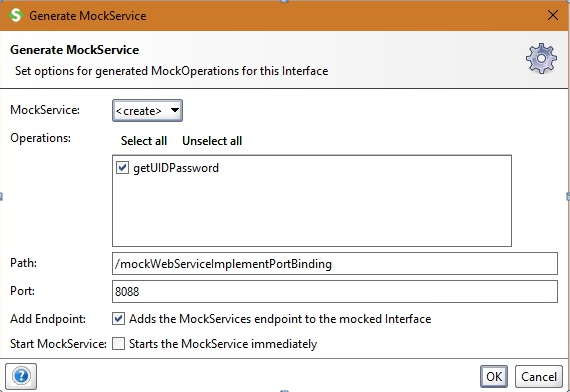 S Generate MockService
Generate MockService
Set options for generated MockOperations for this Interface
MockService: <create>
Operations: Select all Unselect all
getUIDPassword
Path: /mockWebServiceImplementPortBinding
Port: 8088
Add Endpoint: Adds the MockServices endpoint to the mocked Interface
Start MockService: Starts the MockService immediately
? OK Cancel